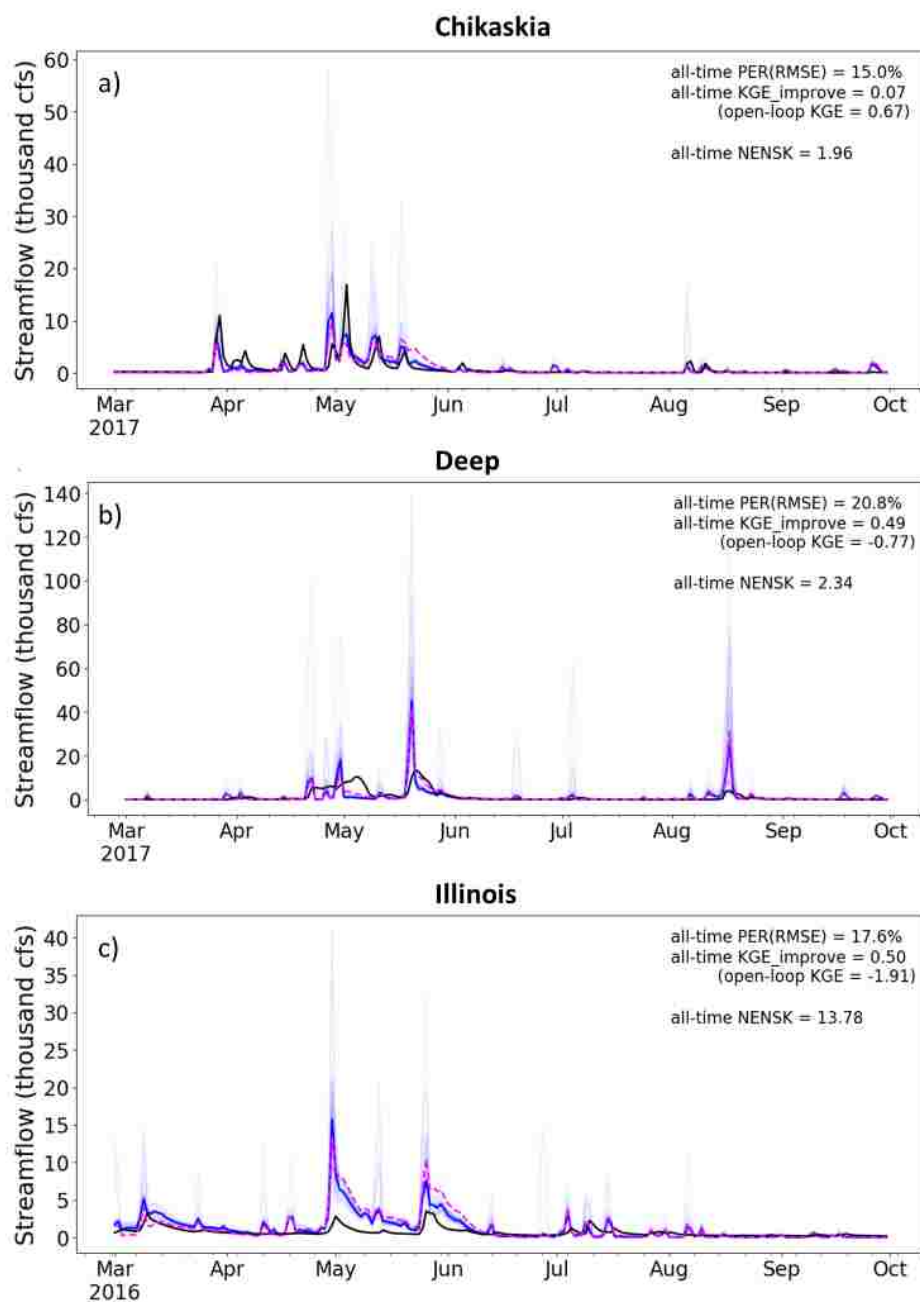 Chikaskia
a)
all-time PER(RMSE) = 15.0%
all-time KGE_improve = 0.07
(open-loop KGE = 0.67)
all-time NENSK = 1.96
Streamflow (thousand cfs)
60
50
40
30
20
10
0
Mar Apr May Jun Jul Aug Sep Oct
2017
Deep
b)
all-time PER(RMSE) = 20.8%
all-time KGE_improve = 0.49
(open-loop KGE = -0.77)
all-time NENSK = 2.34
Streamflow (thousand cfs)
140
120
100
80
60
40
20
0
Mar Apr May Jun Jul Aug Sep Oct
2017
Illinois
c)
all-time PER(RMSE) = 17.6%
all-time KGE_improve = 0.50
(open-loop KGE = -1.91)
all-time NENSK = 13.78
Streamflow (thousand cfs)
40
35
30
25
20
15
10
5
0
Mar Apr May Jun Jul Aug Sep Oct
2016